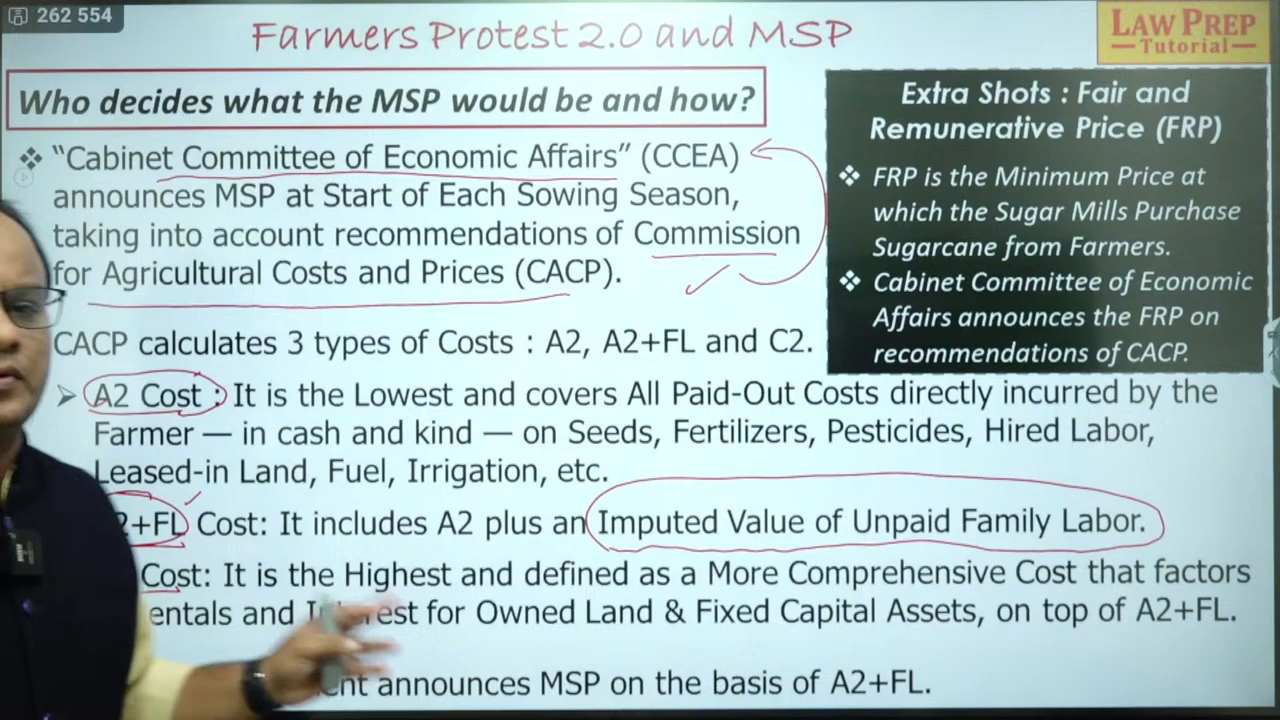 262 554
Farmers Protest 2.0 and MSP
LAW PREP
Tutorial
Who decides what the MSP would be and how?
❖ “Cabinet Committee of Economic Affairs” (CCEA)
announces MSP at Start of Each Sowing Season,
taking into account recommendations of Commission
for Agricultural Costs and Prices (CACP).
CACP calculates 3 types of Costs : A2, A2+FL and C2.
➢ A2 Cost : It is the Lowest and covers All Paid-Out Costs directly incurred by the
Farmer — in cash and kind — on Seeds, Fertilizers, Pesticides, Hired Labor,
Leased-in Land, Fuel, Irrigation, etc.
2+FL Cost: It includes A2 plus an Imputed Value of Unpaid Family Labor.
Cost: It is the Highest and defined as a More Comprehensive Cost that factors
and for Owned Land & Fixed Capital Assets, on top of A2+FL.
announces MSP on the basis of A2+FL.
Extra Shots : Fair and
Remunerative Price (FRP)
❖ FRP is the Minimum Price at
which the Sugar Mills Purchase
Sugarcane from Farmers.
❖ Cabinet Committee of Economic
Affairs announces the FRP on
recommendations of CACP.